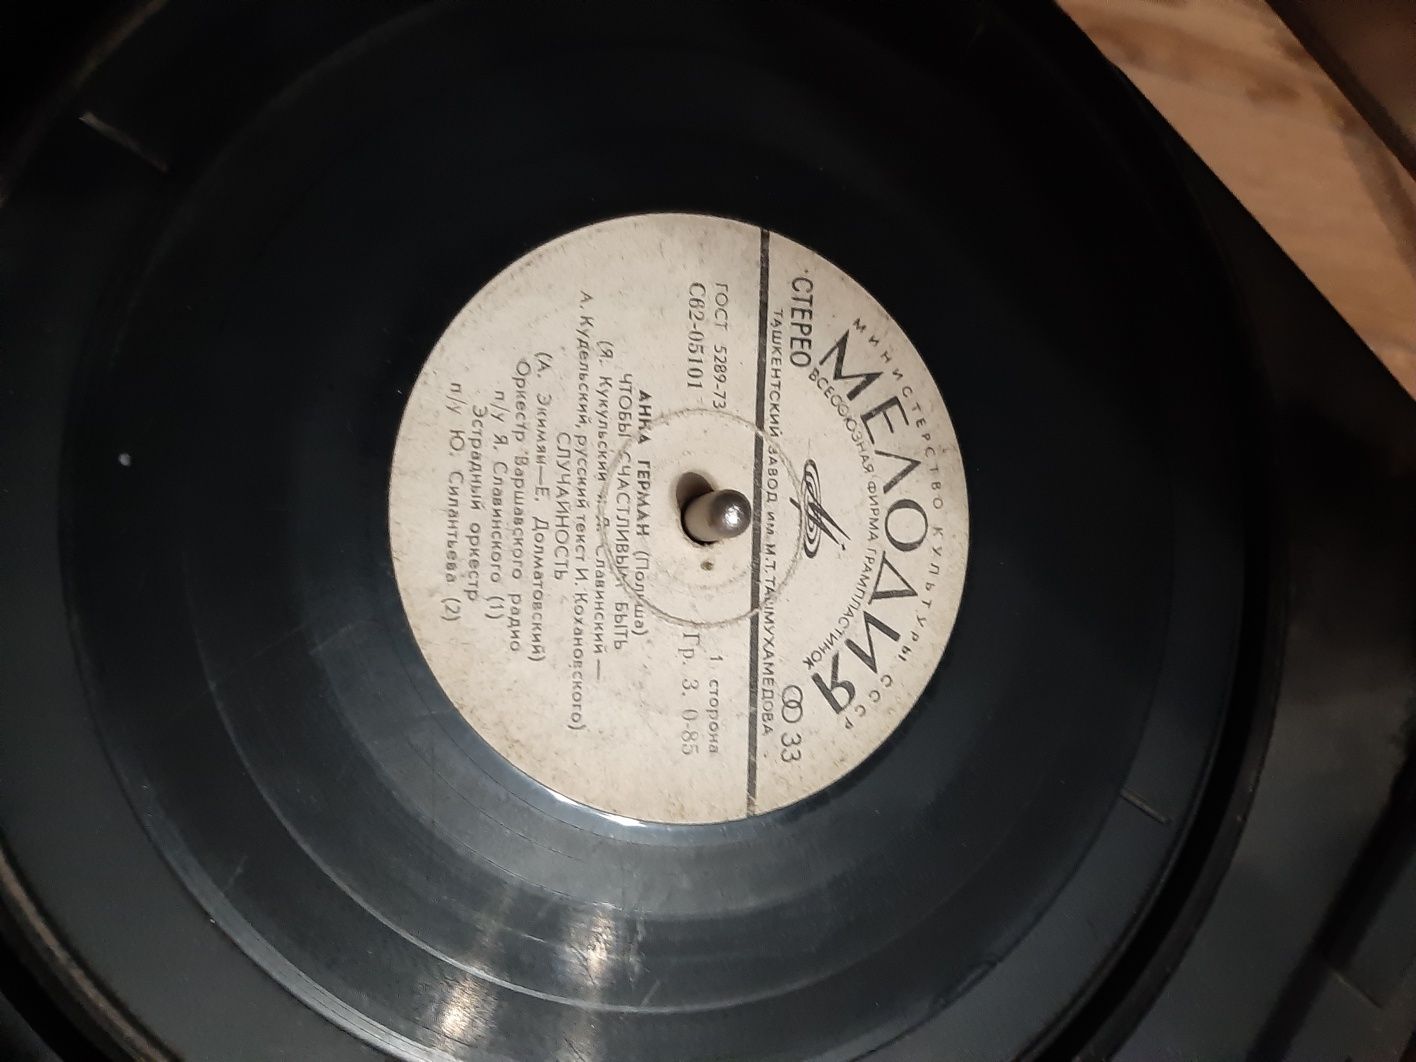 МИНИСТЕРСТВО КУЛЬТУРЫ СССР
МЕЛОДИЯ
ВСЕСОЮЗНАЯ ФИРМА ГРАМПЛАСТИНОК
СТЕРЕО
33
ТАШКЕНТСКИЙ ЗАВОД ИМ. М.Т. ТАШМУХАМЕДОВА
ГОСТ 5289-73
1 сторона
С62-05101
Гр. 3. 0-85
АННА ГЕРМАН (Польша)
ЧТОБЫ СЧАСТЛИВЫМ БЫТЬ
(Я. Кукульский и Д. Славинский —
А. Кудельский, русский текст И. Кохановского)
СЛУЧАЙНОСТЬ
(А. Экимян—Е. Долматовский)
Оркестр Варшавского радио
п/у Я. Славинского (1)
Эстрадный оркестр
п/у Ю. Силантьева (2)